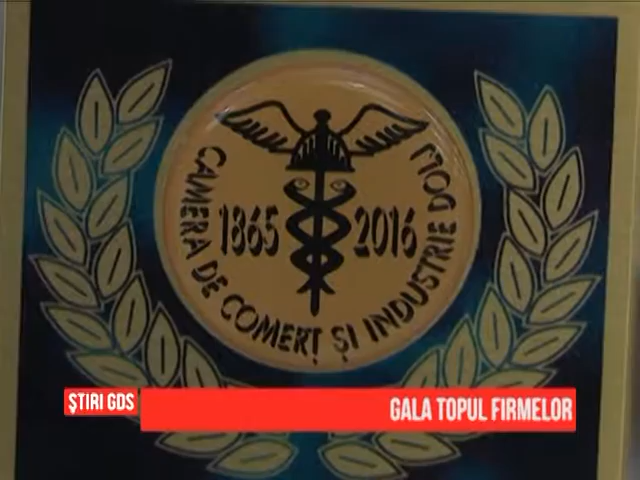 CAMERA DE COMERȚ ȘI INDUSTRIE DOLJ
1865 2016
ȘTIRI GDS
GALA TOPUL FIRMELOR